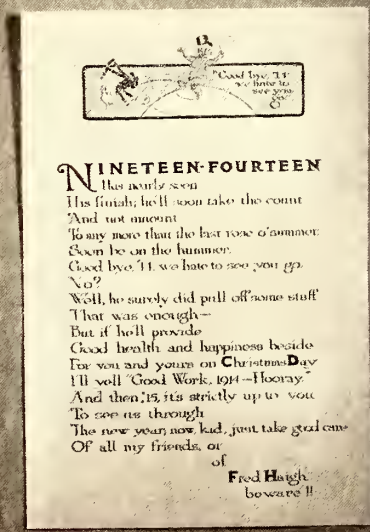 15
"Good bye, '14
we hate to
see you
go."
NINETEEN-FOURTEEN
Has nearly seen
His finish; he'll soon take the count
And not amount
To any more than the last rose o' summer.
Soon be on the hummer.
Good bye, '14, we hate to see you go.
No?
Well, he surely did pull off some stuff
That was enough—
But if he'll provide
Good health and happiness beside
For you and yours on Christmas Day
I'll yell "Good Work, 1914—Hooray."
And then, '15, it's strictly up to you
To see us through
The new year, now, kid, just take good care
Of all my friends, or
of
Fred Haigh
beware!!